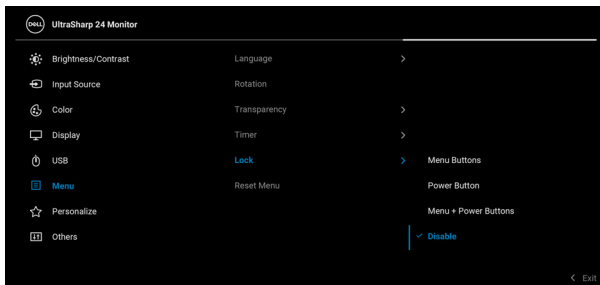 DELL UltraSharp 24 Monitor
Brightness/Contrast Language
Input Source Rotation
Color Transparency
Display Timer
USB Lock Menu Buttons
Menu Reset Menu Power Button
Personalize Menu + Power Buttons
Others Disable
Exit